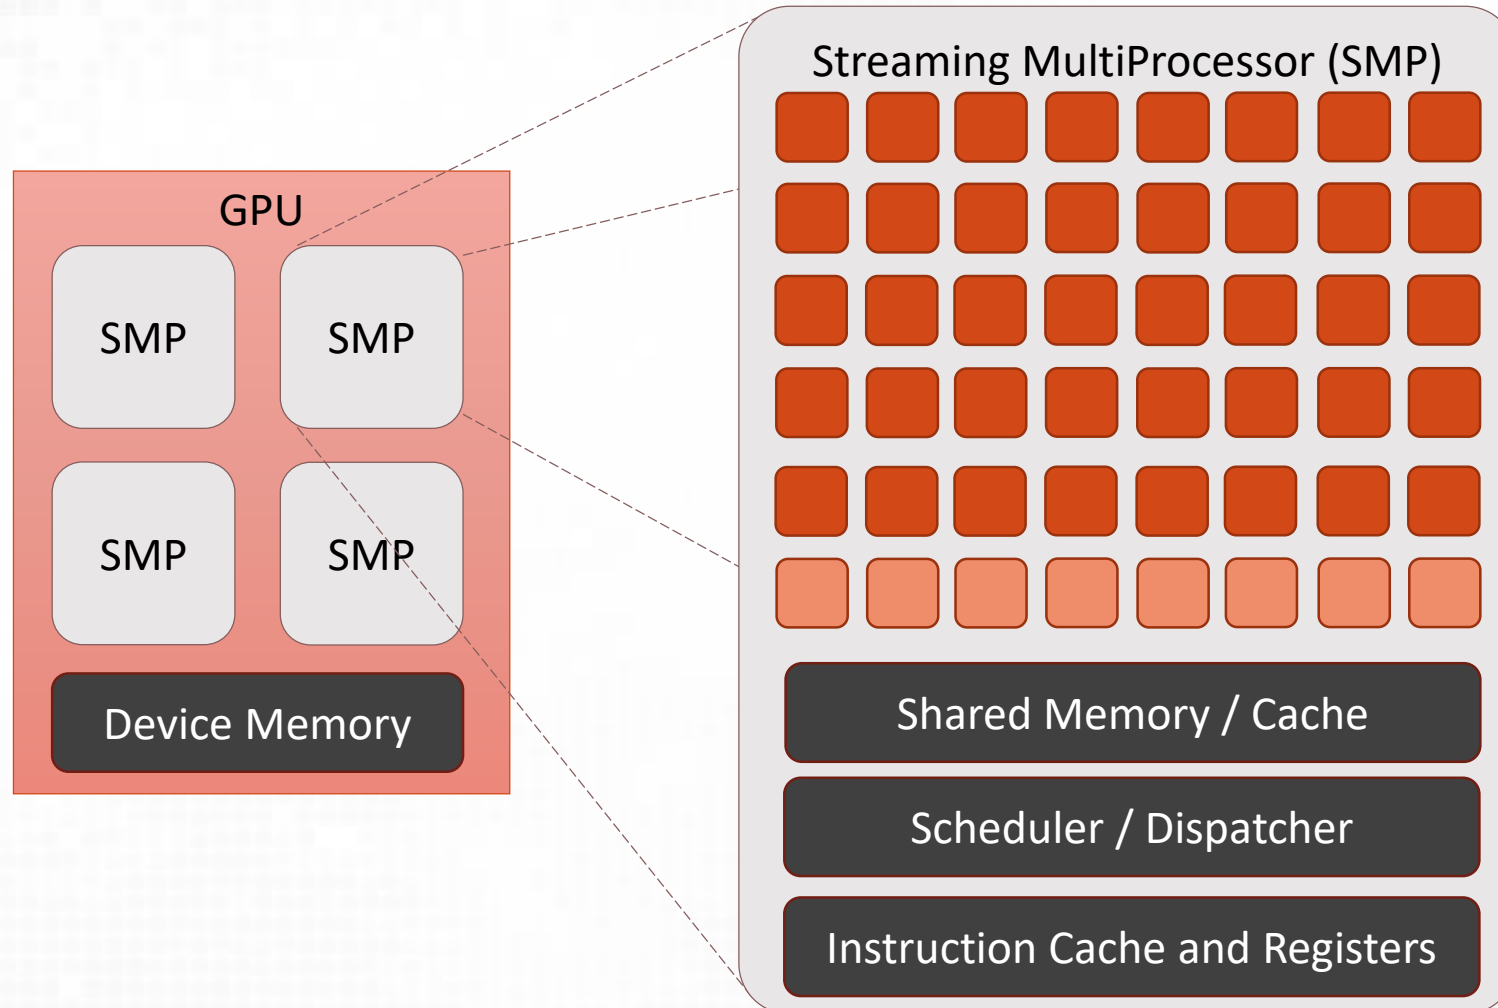 GPU
SMP
SMP
SMP
SMP
Device Memory
Streaming MultiProcessor (SMP)
Shared Memory / Cache
Scheduler / Dispatcher
Instruction Cache and Registers